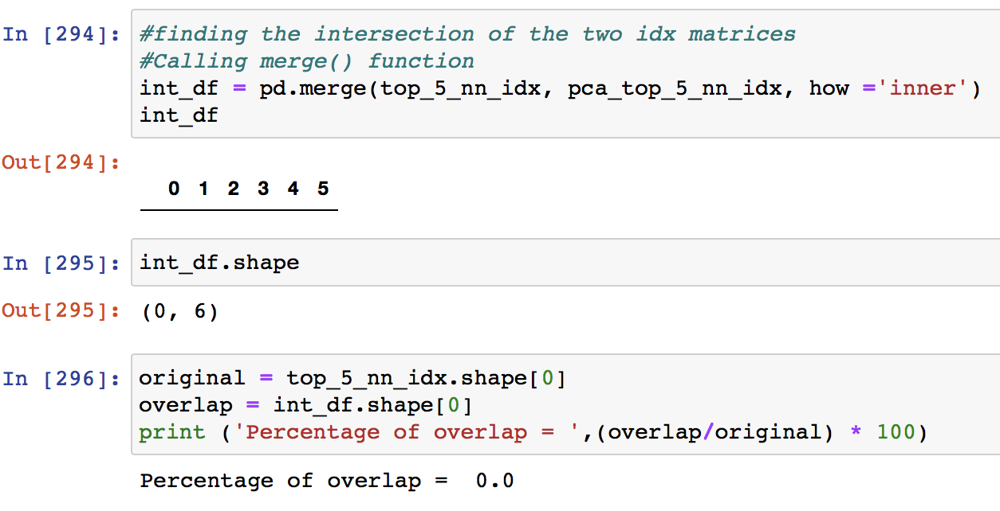 In [294]: #finding the intersection of the two idx matrices
#Calling merge() function
int_df = pd.merge(top_5_nn_idx, pca_top_5_nn_idx, how ='inner')
int_df
Out[294]:
0 1 2 3 4 5
In [295]: int_df.shape
Out[295]: (0, 6)
In [296]: original = top_5_nn_idx.shape[0]
overlap = int_df.shape[0]
print ('Percentage of overlap = ',(overlap/original) * 100)
Percentage of overlap =  0.0